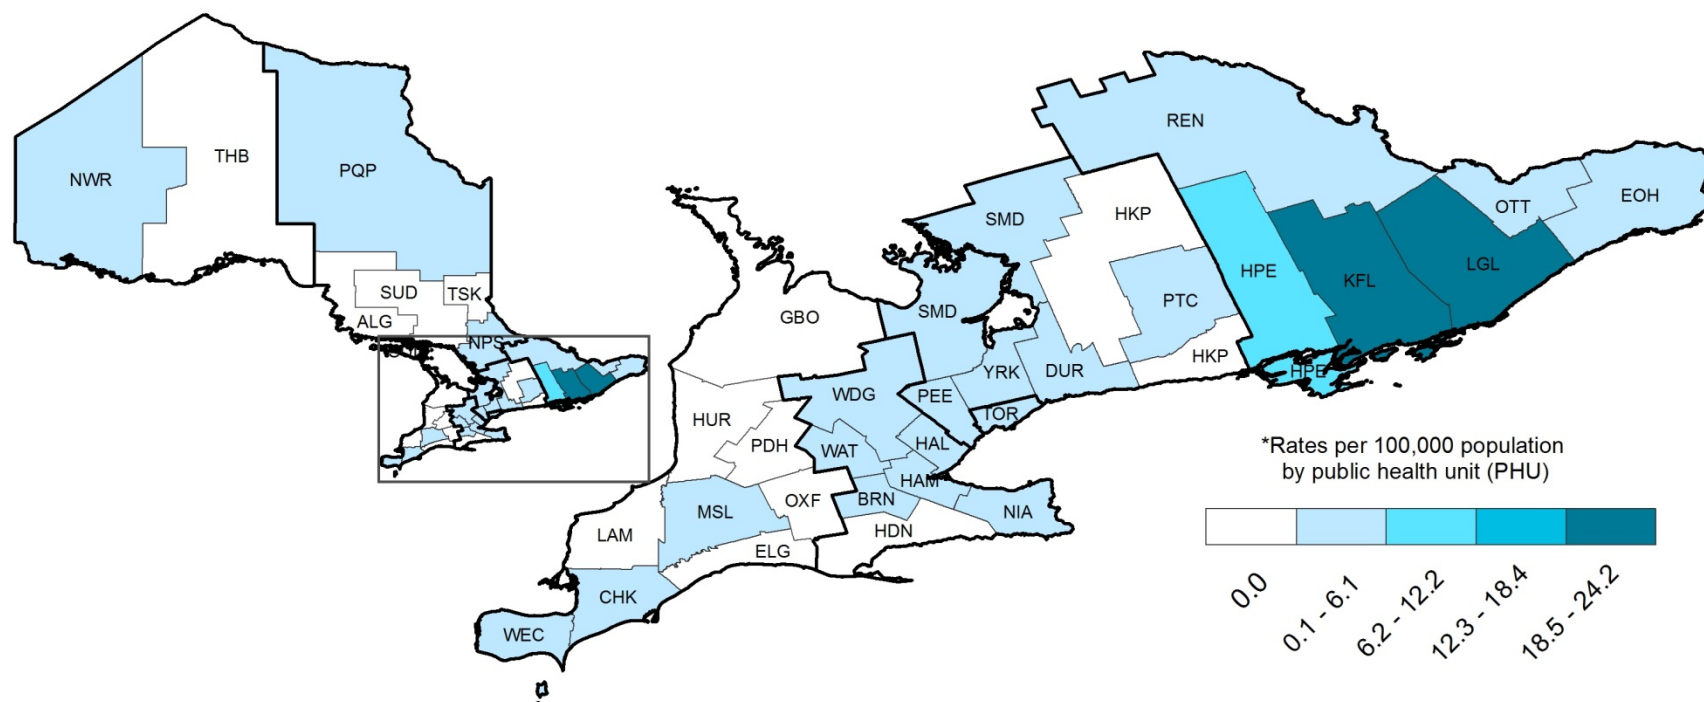 NWR
THB
PQP
SUD
TSK
ALG
NPS
REN
SMD
HKP
OTT
EOH
HPE
KFL
LGL
GBO
SMD
PTC
HKP
HPE
YRK
DUR
WDG
PEE
TOR
HUR
PDH
WAT
HAL
HAM
BRN
NIA
MSL
OXF
HDN
LAM
ELG
CHK
WEC
*Rates per 100,000 population
by public health unit (PHU)
0.0
0.1 - 6.1
6.2 - 12.2
12.3 - 18.4
18.5 - 24.2